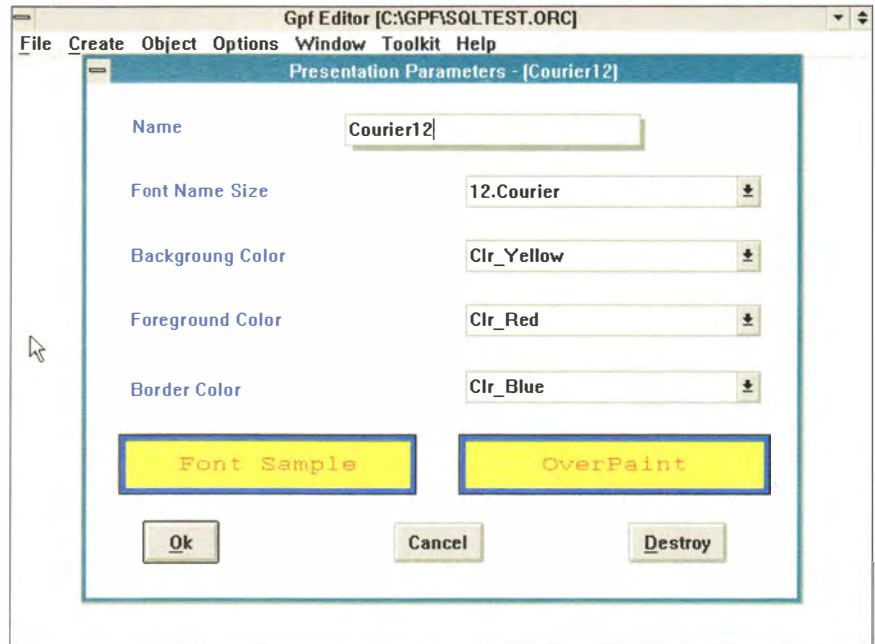 Gpf Editor [C:\GPF\SQLTEST.ORC]
File Create Object Options Window Toolkit Help
Presentation Parameters - [Courier12]
Name Courier12
Font Name Size 12.Courier
Backgroung Color Clr_Yellow
Foreground Color Clr_Red
Border Color Clr_Blue
Font Sample OverPaint
Ok Cancel Destroy